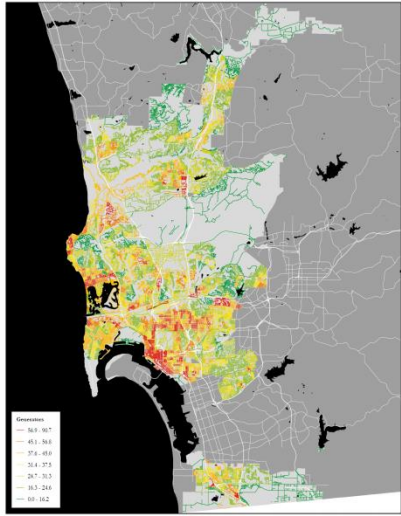 Generators
56.9 - 90.7
45.1 - 56.8
37.6 - 45.0
31.4 - 37.5
24.7 - 31.3
16.3 - 24.6
0.0 - 16.2